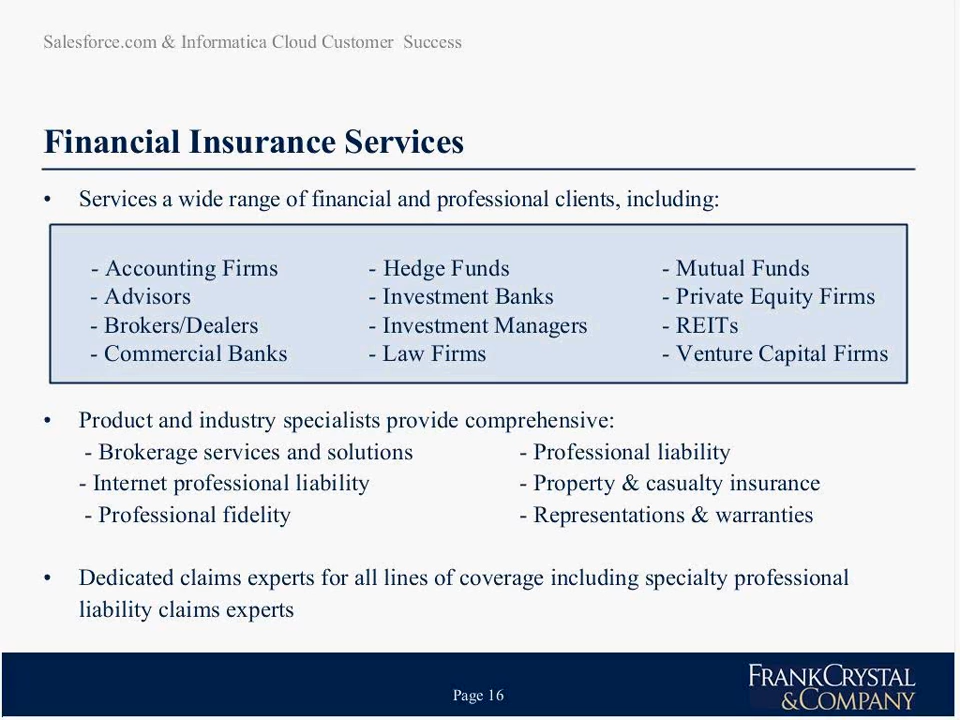 Salesforce.com & Informatica Cloud Customer Success
Financial Insurance Services
• Services a wide range of financial and professional clients, including:
- Accounting Firms - Hedge Funds - Mutual Funds
- Advisors - Investment Banks - Private Equity Firms
- Brokers/Dealers - Investment Managers - REITs
- Commercial Banks - Law Firms - Venture Capital Firms
• Product and industry specialists provide comprehensive:
- Brokerage services and solutions - Professional liability
- Internet professional liability - Property & casualty insurance
- Professional fidelity - Representations & warranties
• Dedicated claims experts for all lines of coverage including specialty professional
liability claims experts
Page 16
FRANKCRYSTAL
&COMPANY